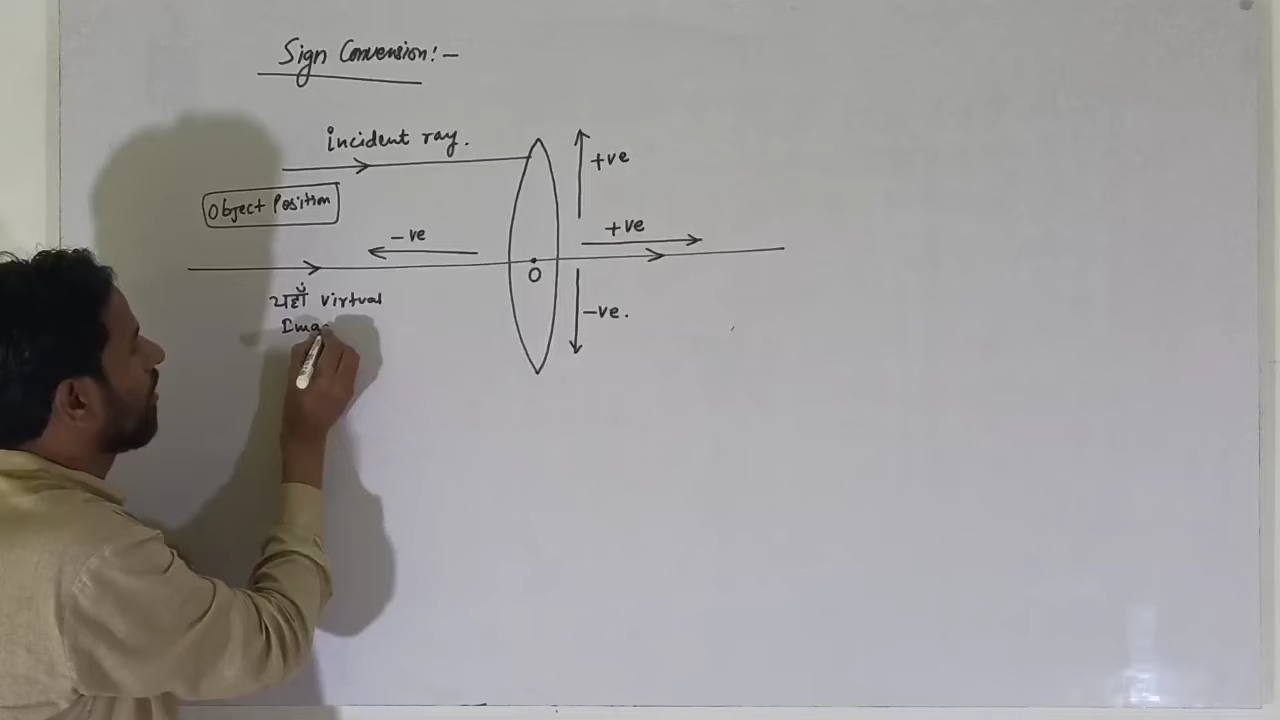 Sign Convension:-
incident ray.
+ve
Object Position
-ve
+ve
O
यहाँ virtual
Ima
-ve.